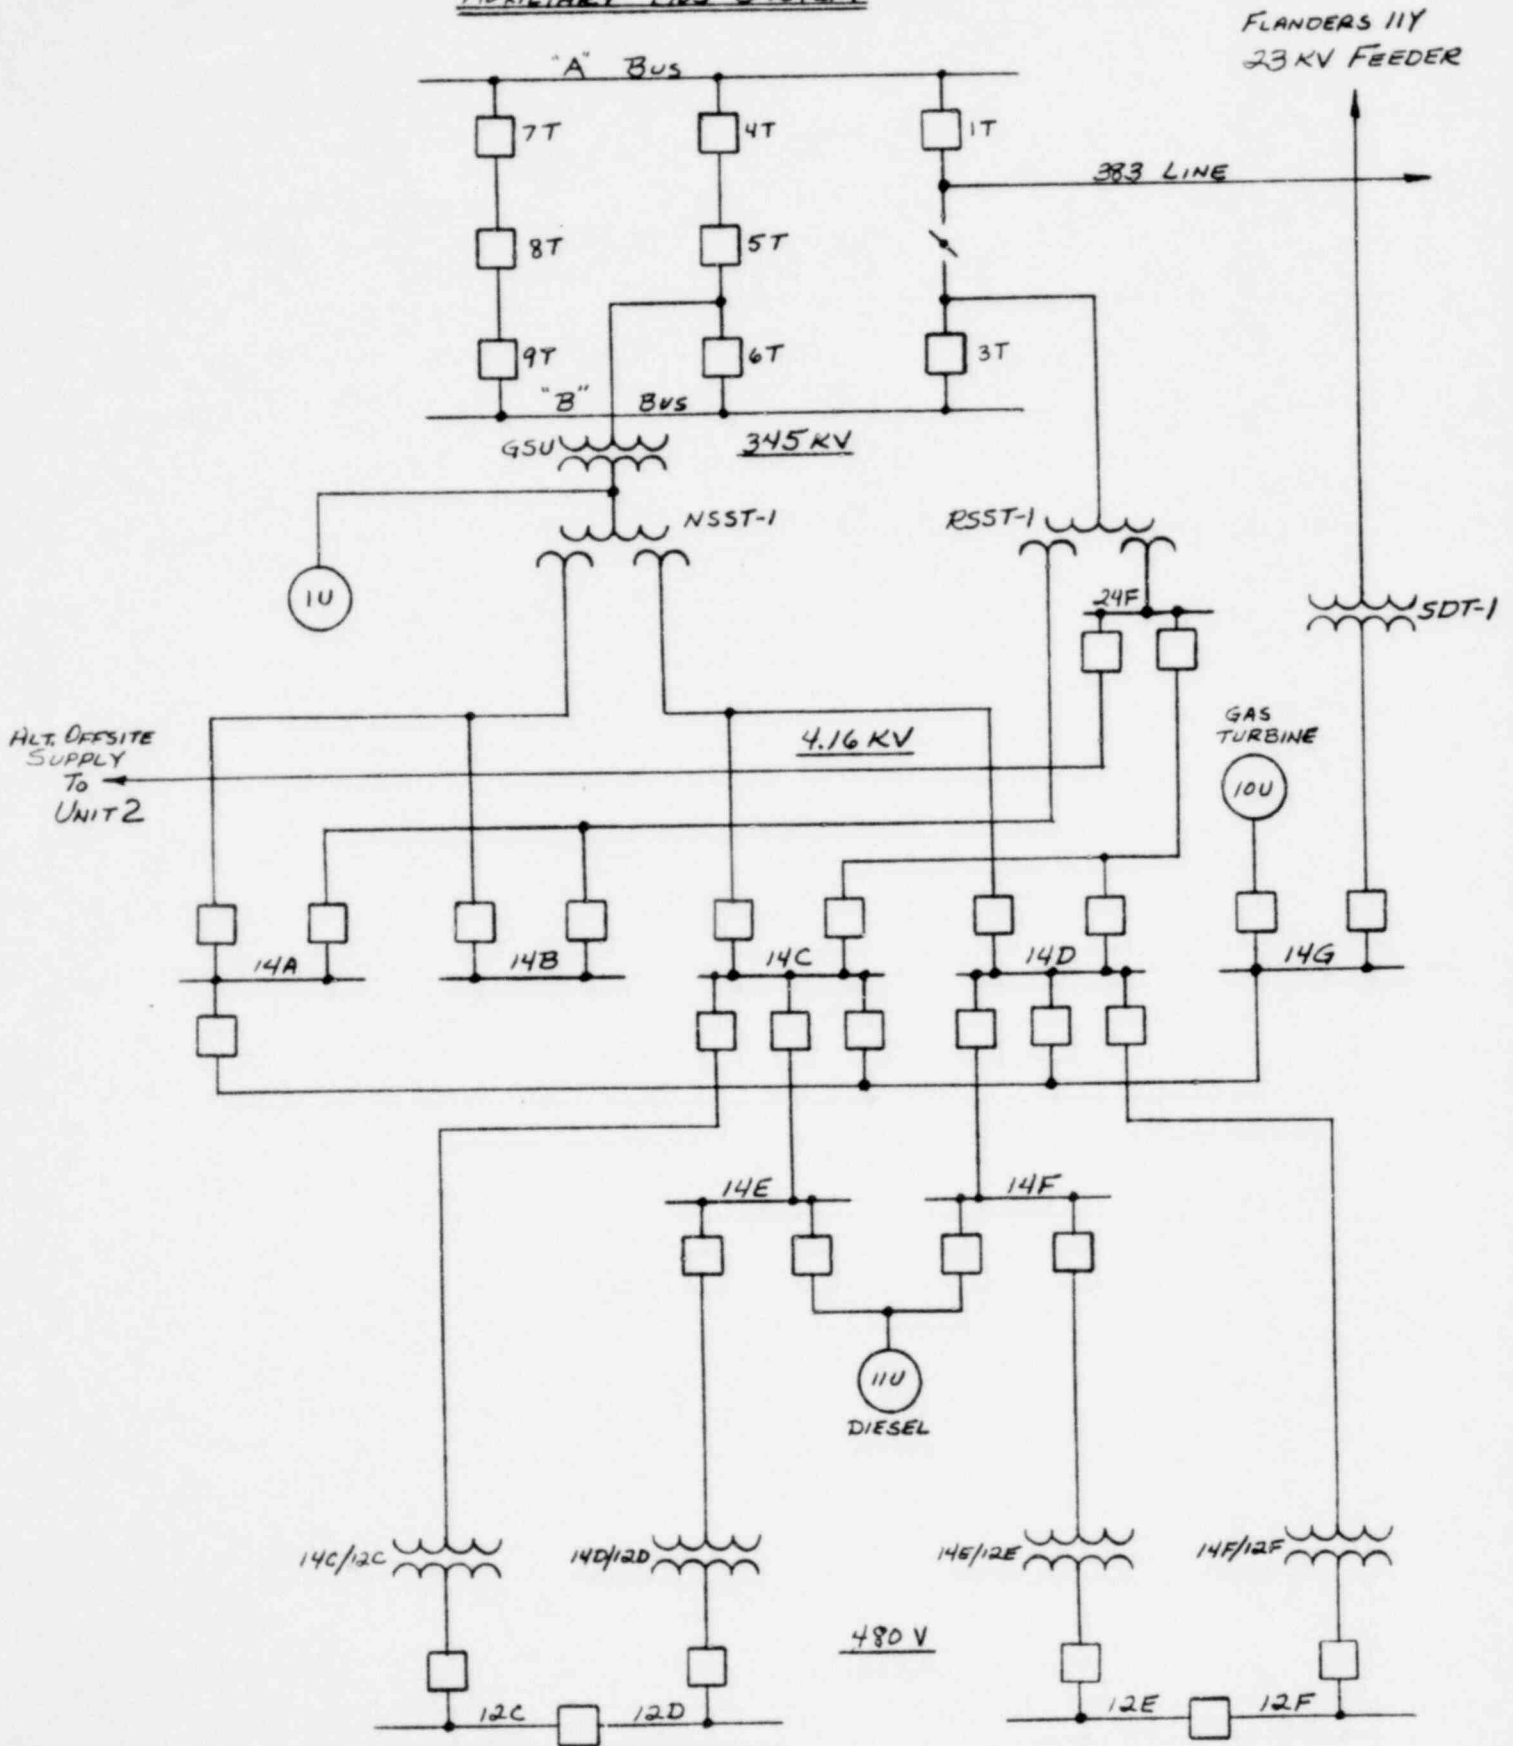 FLANDERS 11Y
23 KV FEEDER
"A" BUS
7T
4T
1T
383 LINE
8T
5T
9T
6T
3T
"B" BUS
GSU
345 KV
NSST-1
RSST-1
1U
24F
SDT-1
ALT. OFFSITE
SUPPLY
TO
UNIT 2
4.16 KV
GAS
TURBINE
10U
14A
14B
14C
14D
14G
14E
14F
11U
DIESEL
14C/12C
14D/12D
14E/12E
14F/12F
480 V
12C
12D
12E
12F